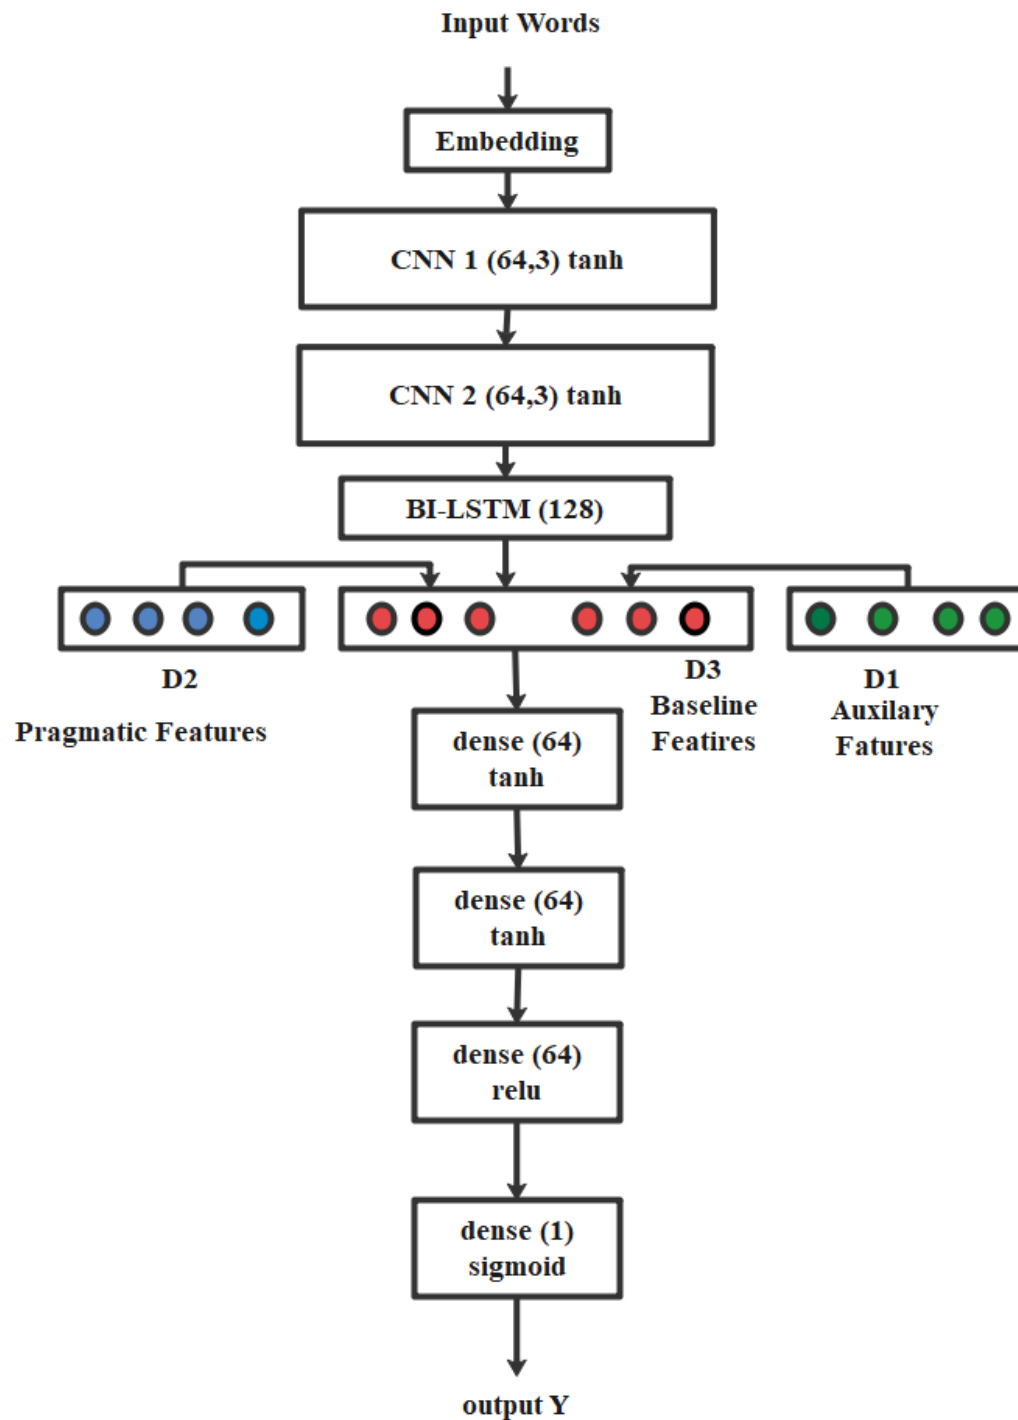 Input Words
Embedding
CNN 1 (64,3) tanh
CNN 2 (64,3) tanh
BI-LSTM (128)
D2
Pragmatic Features
D3
Baseline
Featires
D1
Auxilary
Fatures
dense (64)
tanh
dense (64)
tanh
dense (64)
relu
dense (1)
sigmoid
output Y